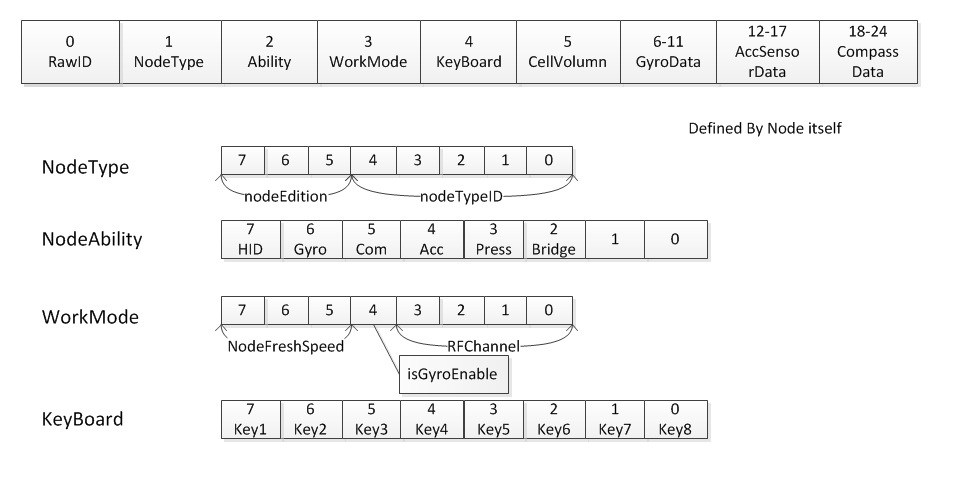 0 1 2 3 4 5 6-11 12-17 18-24
RawID NodeType Ability WorkMode KeyBoard CellVolumn GyroData AccSenso Compass
rData Data
Defined By Node itself
NodeType 7 6 5 4 3 2 1 0
nodeEdition nodeTypeID
NodeAbility 7 6 5 4 3 2 1 0
HID Gyro Com Acc Press Bridge
WorkMode 7 6 5 4 3 2 1 0
NodeFreshSpeed RFChannel
isGyroEnable
KeyBoard 7 6 5 4 3 2 1 0
Key1 Key2 Key3 Key4 Key5 Key6 Key7 Key8